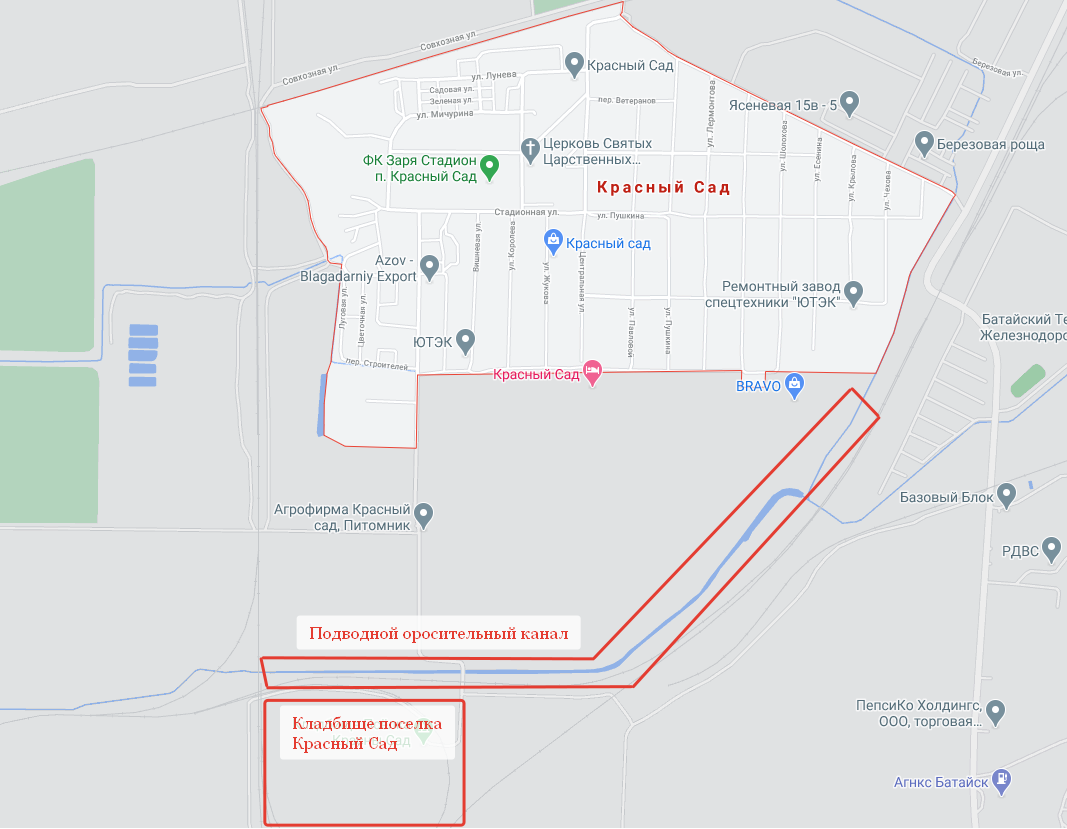 Совхозная ул.
Совхозная ул.
ул. Лунева
Красный Сад
Садовая ул.
Зеленая ул.
ул. Мичурина
пер. Ветеранов
ул. Лермонтова
Ясеневая 15в - 5
Березовая ул.
Березовая роща
Церковь Святых
Царственных...
ФК Заря Стадион
п. Красный Сад
Красный Сад
ул. Шолохова
ул. Есенина
ул. Крылова
ул. Чехова
Стадионная ул.
ул. Пушкина
Вишневая ул.
ул. Королева
Красный сад
ул. Жукова
Центральная ул
Azov -
Blagadarniy Export
Ремонтный завод
спецтехники "ЮТЭК"
Луговая ул.
Цветочная ул.
ЮТЭК
ул. Павловой
ул. Пушкина
Батайский Те
Железнодоро
пер. Строителей
Красный Сад
BRAVO
Агрофирма Красный
сад, Питомник
Базовый Блок
РДВС
Подводной оросительный канал
Кладбище поселка
Красный Сад
ПепсиКо Холдингс,
ООО, торговая...
Агнкс Батайск